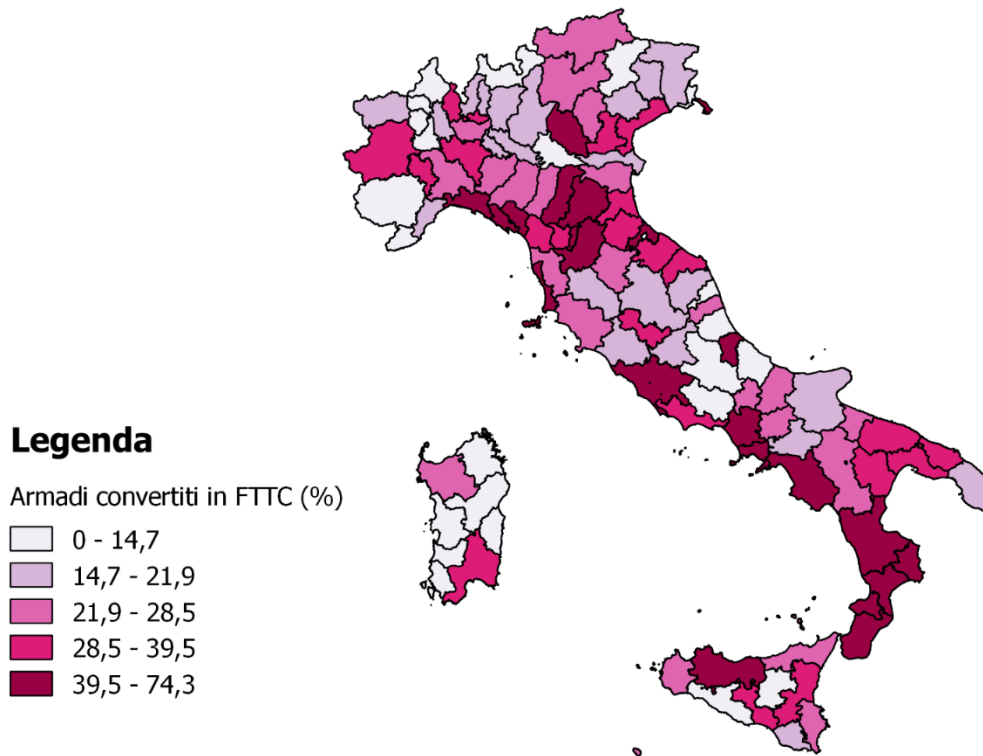 Legenda
Armadi convertiti in FTTC (%)
0 - 14,7
14,7 - 21,9
21,9 - 28,5
28,5 - 39,5
39,5 - 74,3